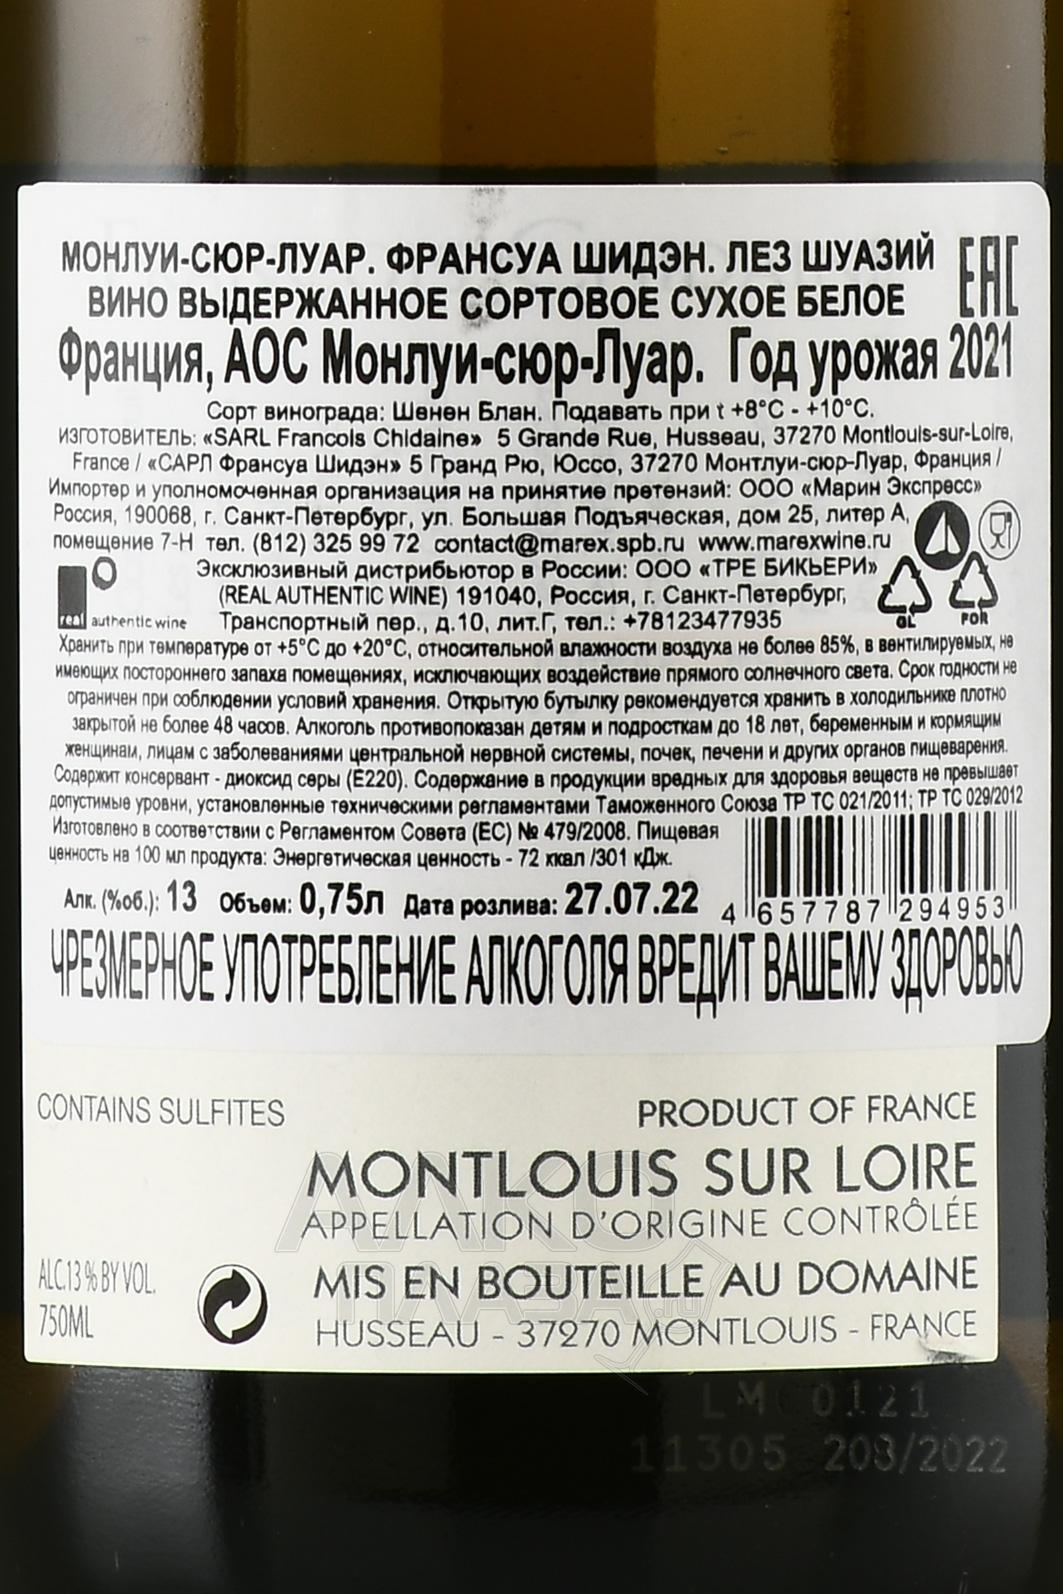 МОНЛУИ-СЮР-ЛУАР. ФРАНСУА ШИДЭН. ЛЕЗ ШУАЗИЙ
ВИНО ВЫДЕРЖАННОЕ СОРТОВОЕ СУХОЕ БЕЛОЕ
EAC
Франция, АОС Монлуи-сюр-Луар. Год урожая 2021
Сорт винограда: Шенен Блан. Подавать при t +8°C - +10°C.
ИЗГОТОВИТЕЛЬ: «SARL Francois Chidaine» 5 Grande Rue, Husseau, 37270 Montlouis-sur-Loire,
France / «САРЛ Франсуа Шидэн» 5 Гранд Рю, Юссо, 37270 Монтлуи-сюр-Луар, Франция /
Импортер и уполномоченная организация на принятие претензий: ООО «Марин Экспресс»
Россия, 190068, г. Санкт-Петербург, ул. Большая Подъяческая, дом 25, литер А,
помещение 7-Н тел. (812) 325 99 72 contact@marex.spb.ru www.marexwine.ru
Эксклюзивный дистрибьютор в России: ООО «ТРЕ БИКЬЕРИ»
(REAL AUTHENTIC WINE) 191040, Россия, г. Санкт-Петербург,
real authentic wine Транспортный пер., д.10, лит.Г, тел.: +78123477935
GL FOR
Хранить при температуре от +5°С до +20°С, относительной влажности воздуха не более 85%, в вентилируемых, не
имеющих постороннего запаха помещениях, исключающих воздействие прямого солнечного света. Срок годности не
ограничен при соблюдении условий хранения. Открытую бутылку рекомендуется хранить в холодильнике плотно
закрытой не более 48 часов. Алкоголь противопоказан детям и подросткам до 18 лет, беременным и кормящим
женщинам, лицам с заболеваниями центральной нервной системы, почек, печени и других органов пищеварения.
Содержит консервант - диоксид серы (Е220). Содержание в продукции вредных для здоровья веществ не превышает
допустимые уровни, установленные техническими регламентами Таможенного Союза ТР ТС 021/2011; ТР ТС 029/2012
Изготовлено в соответствии с Регламентом Совета (ЕС) № 479/2008. Пищевая
ценность на 100 мл продукта: Энергетическая ценность - 72 ккал /301 кДж.
Алк. (%об.): 13 Объем: 0,75л Дата розлива: 27.07.22
4 657787 294953
ЧРЕЗМЕРНОЕ УПОТРЕБЛЕНИЕ АЛКОГОЛЯ ВРЕДИТ ВАШЕМУ ЗДОРОВЬЮ
CONTAINS SULFITES
PRODUCT OF FRANCE
MONTLOUIS SUR LOIRE
APPELLATION D'ORIGINE CONTRÔLÉE
ALC.13 % BY VOL.
750ML
MIS EN BOUTEILLE AU DOMAINE
HUSSEAU - 37270 MONTLOUIS - FRANCE
АЛКО
ПЛАЗА.ru
LM 0121
11305 208/2022